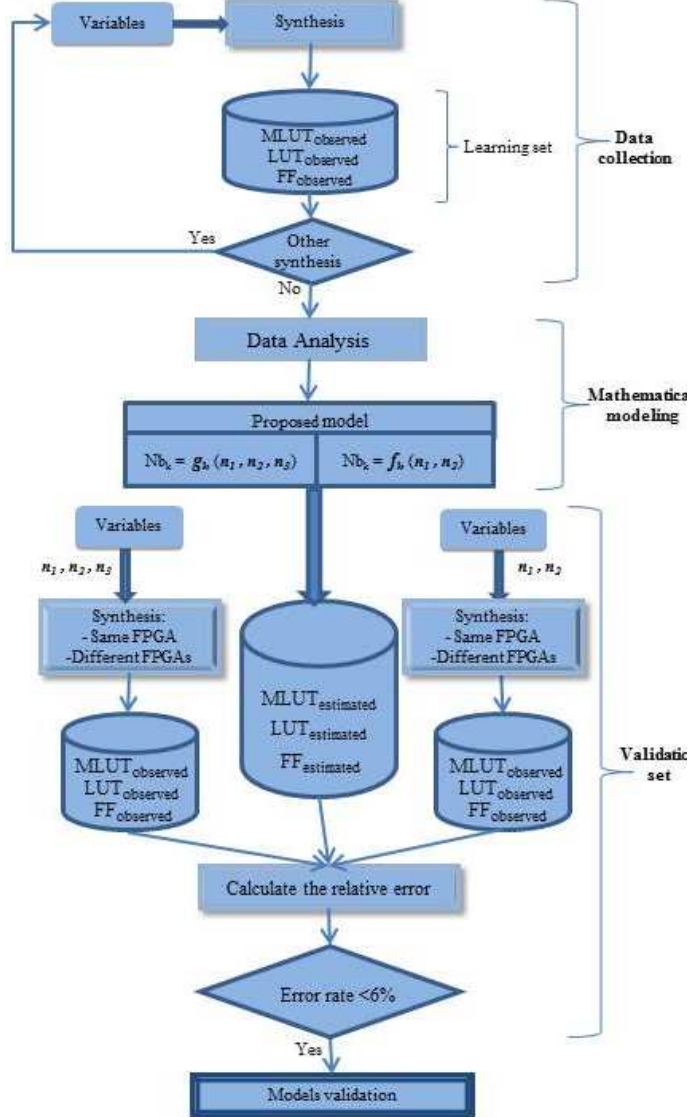 Variables
Synthesis
MLUTobserved
LUTobserved
FFobserved
Learning set
Data
collection
Yes
Other
synthesis
No
Data Analysis
Mathematica
modeling
Proposed model
Nbk = gk (n1, n2, n3)
Nbk = fk (n1, n2)
Variables
n1, n2, n3
Variables
n1, n2
Synthesis:
- Same FPGA
-Different FPGAs
Synthesis:
- Same FPGA
-Different FPGAs
MLUTestimated
LUTestimated
FFestimated
MLUTobserved
LUTobserved
FFobserved
MLUTobserved
LUTobserved
FFobserved
Validatio
set
Calculate the relative error
Error rate <6%
Yes
Models validation